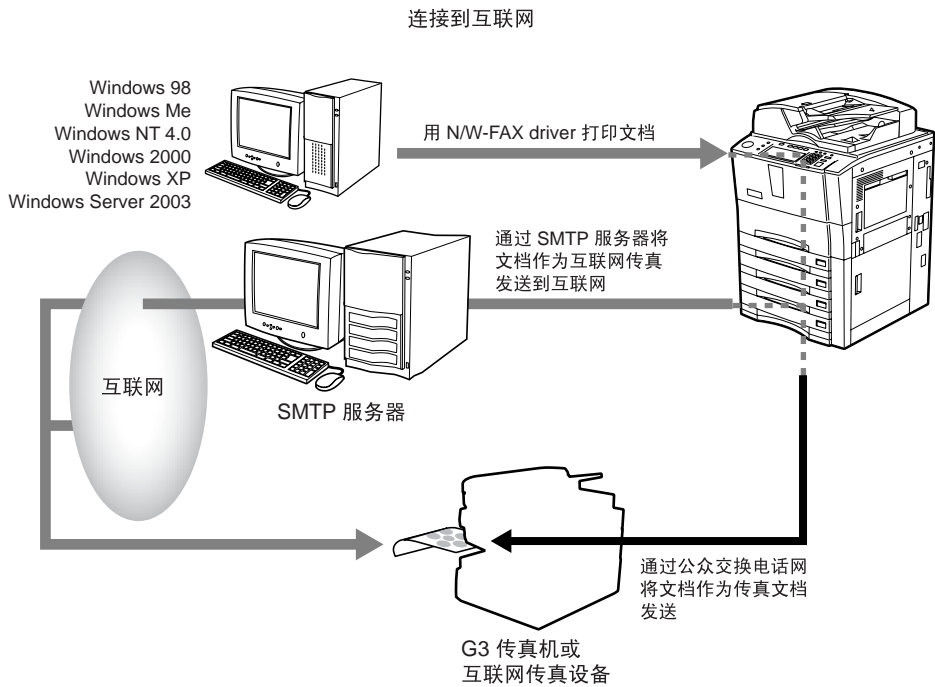 连接到互联网
Windows 98
Windows Me
Windows NT 4.0
Windows 2000
Windows XP
Windows Server 2003
用 N/W-FAX driver 打印文档
通过 SMTP 服务器将
文档作为互联网传真
发送到互联网
互联网
SMTP 服务器
通过公众交换电话网
将文档作为传真文档
发送
G3 传真机或
互联网传真设备